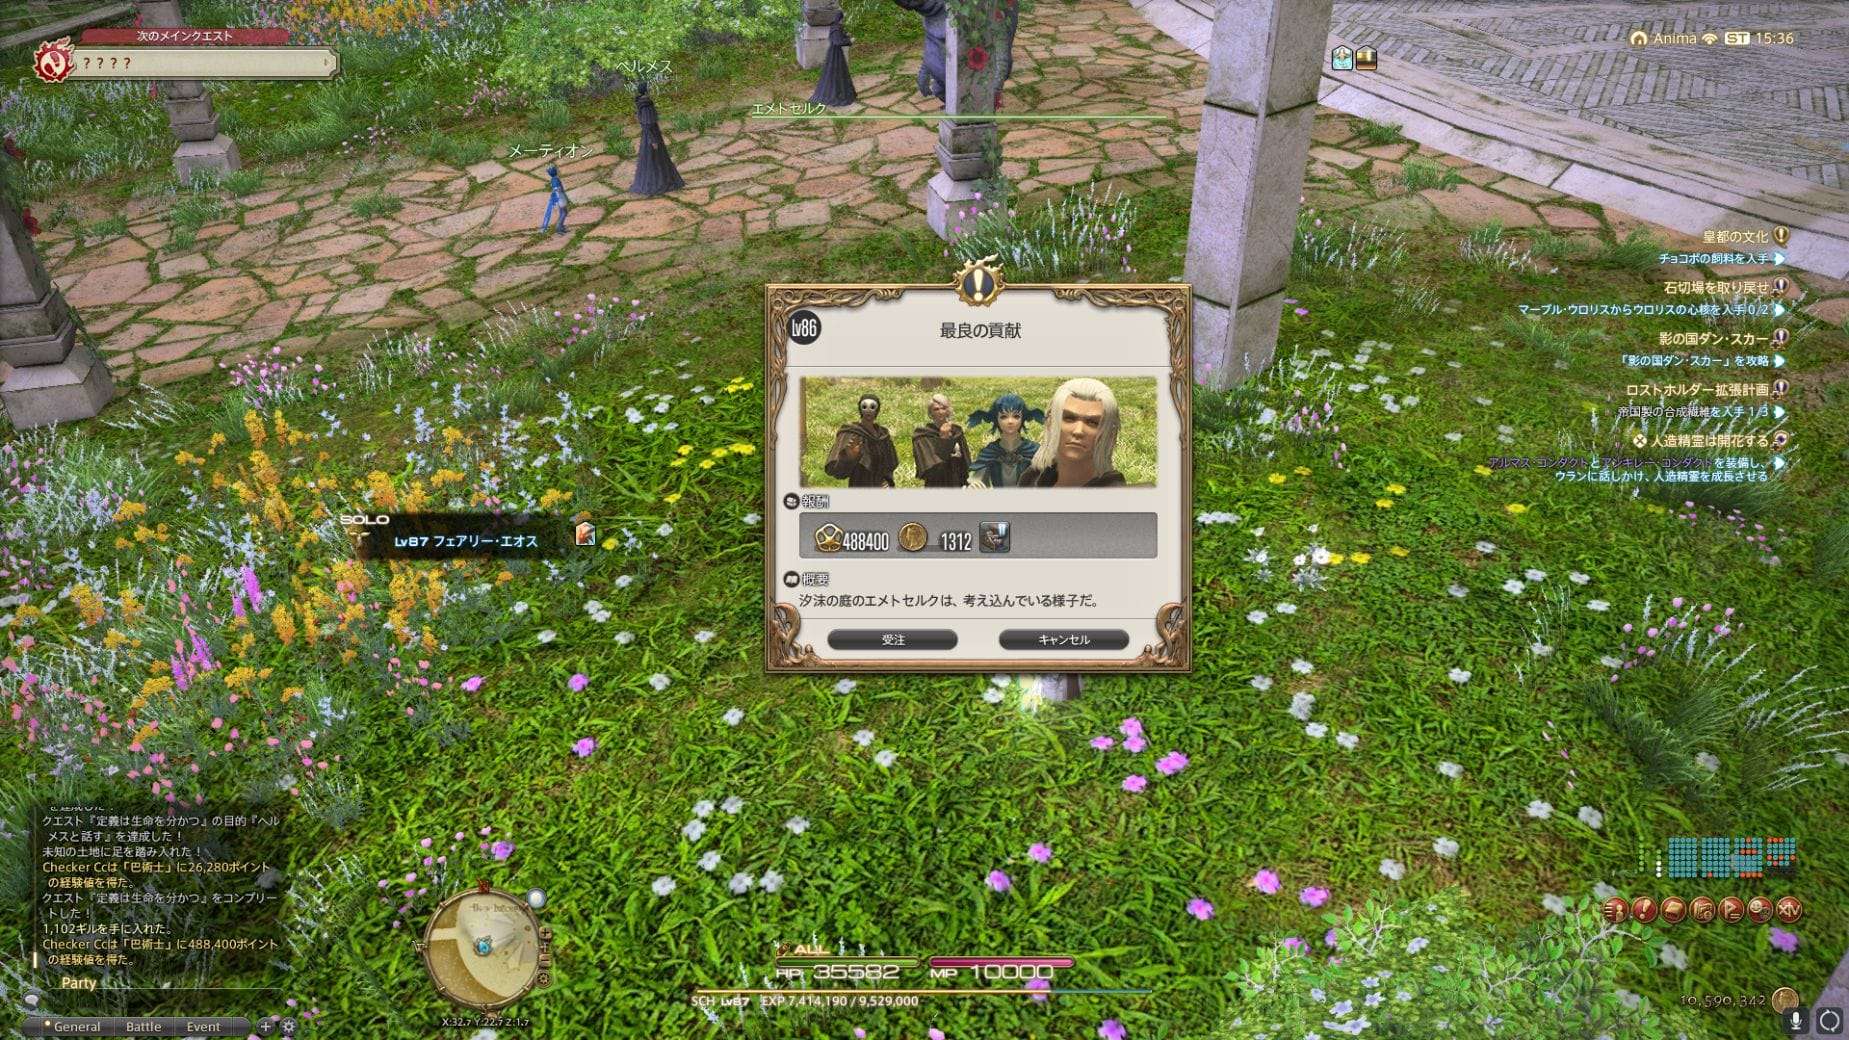 次のメインクエスト
????
Anima ST 15:36
ヘルメス
エメトセルク
メーティオン
皇都の文化
チョコボの飼料を入手
石切場を取り戻せ
マーブル・ウロリスからウロリスの心核を入手 0/2
影の国ダン・スカー
「影の国ダン・スカー」を攻略
ロストホルダー拡張計画
帝国製の合成繊維を入手 1/3
人造精霊は開花する
アルマス・コンダクトとアシキレー・コンダクトを装備し、
ウランに話しかけ、人造精霊を成長させる
Lv86
最良の貢献
報酬
488400 1312
概要
汐沫の庭のエメトセルクは、考え込んでいる様子だ。
受注 キャンセル
SOLO
Lv87 フェアリー・エオス
を達成した！
クエスト『定義は生命を分かつ』の目的『ヘル
メスと話す』を達成した！
未知の土地に足を踏み入れた！
Checker Ccは「巴術士」に26,280ポイント
の経験値を得た。
クエスト『定義は生命を分かつ』をコンプリー
トした！
1,102ギルを手に入れた。
Checker Ccは「巴術士」に488,400ポイント
の経験値を得た。
Party
General Battle Event
X:32.7 Y:22.7 Z:1.7
ALL
HP 35582 MP 10000
SCH Lv87 EXP 7,414,190 / 9,529,000
10,590,342
XIV